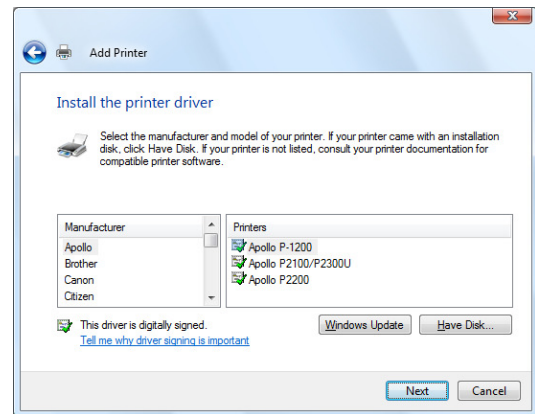 Add Printer
Install the printer driver
Select the manufacturer and model of your printer. If your printer came with an installation
disk, click Have Disk. If your printer is not listed, consult your printer documentation for
compatible printer software.
Manufacturer
Apollo
Brother
Canon
Citizen
Printers
Apollo P-1200
Apollo P2100/P2300U
Apollo P2200
This driver is digitally signed.
Tell me why driver signing is important
Windows Update
Have Disk...
Next
Cancel